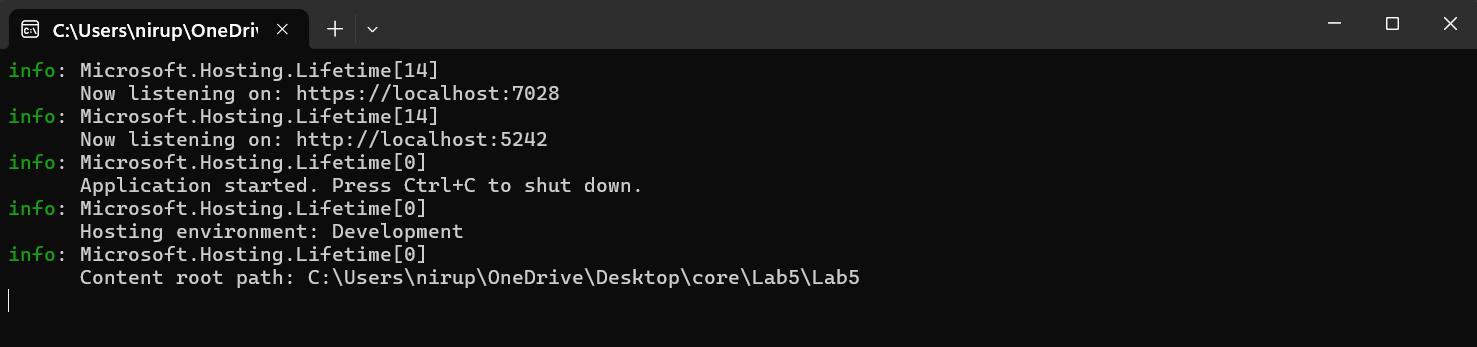 C:\Users\nirup\OneDri
info: Microsoft.Hosting.Lifetime[14]
Now listening on: https://localhost:7028
info: Microsoft.Hosting.Lifetime[14]
Now listening on: http://localhost:5242
info: Microsoft.Hosting.Lifetime[0]
Application started. Press Ctrl+C to shut down.
info: Microsoft.Hosting.Lifetime[0]
Hosting environment: Development
info: Microsoft.Hosting.Lifetime[0]
Content root path: C:\Users\nirup\OneDrive\Desktop\core\Lab5\Lab5